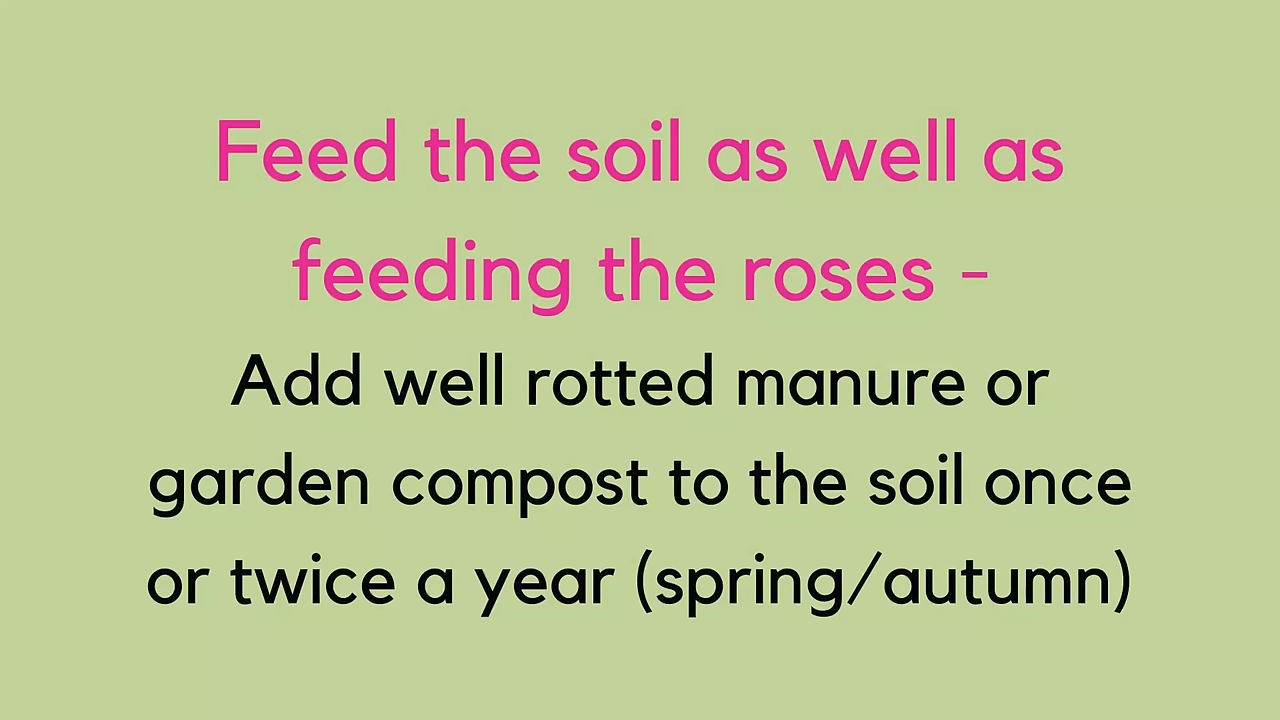 Feed the soil as well as
feeding the roses -
Add well rotted manure or
garden compost to the soil once
or twice a year (spring/autumn)